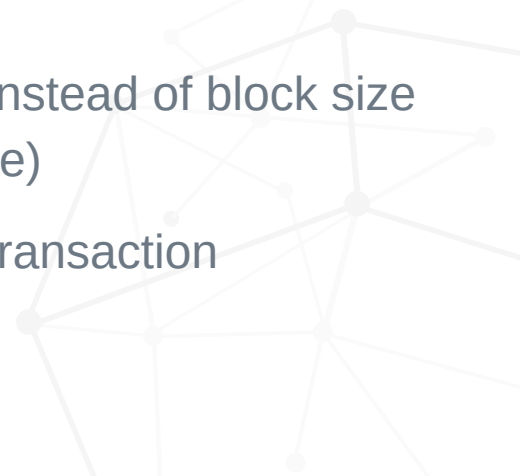 nstead of block size
e)
ransaction